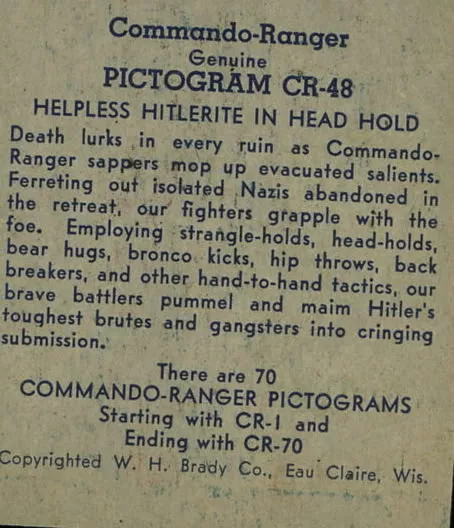 Commando-Ranger
Genuine
PICTOGRAM CR-48
HELPLESS HITLERITE IN HEAD HOLD
Death lurks in every ruin as Commando-
Ranger sappers mop up evacuated salients.
Ferreting out isolated Nazis abandoned in
the retreat, our fighters grapple with the
foe. Employing strangle-holds, head-holds,
bear hugs, bronco kicks, hip throws, back
breakers, and other hand-to-hand tactics, our
brave battlers pummel and maim Hitler's
toughest brutes and gangsters into cringing
submission.
There are 70
COMMANDO-RANGER PICTOGRAMS
Starting with CR-1 and
Ending with CR-70
Copyrighted W. H. Brady Co., Eau Claire, Wis.